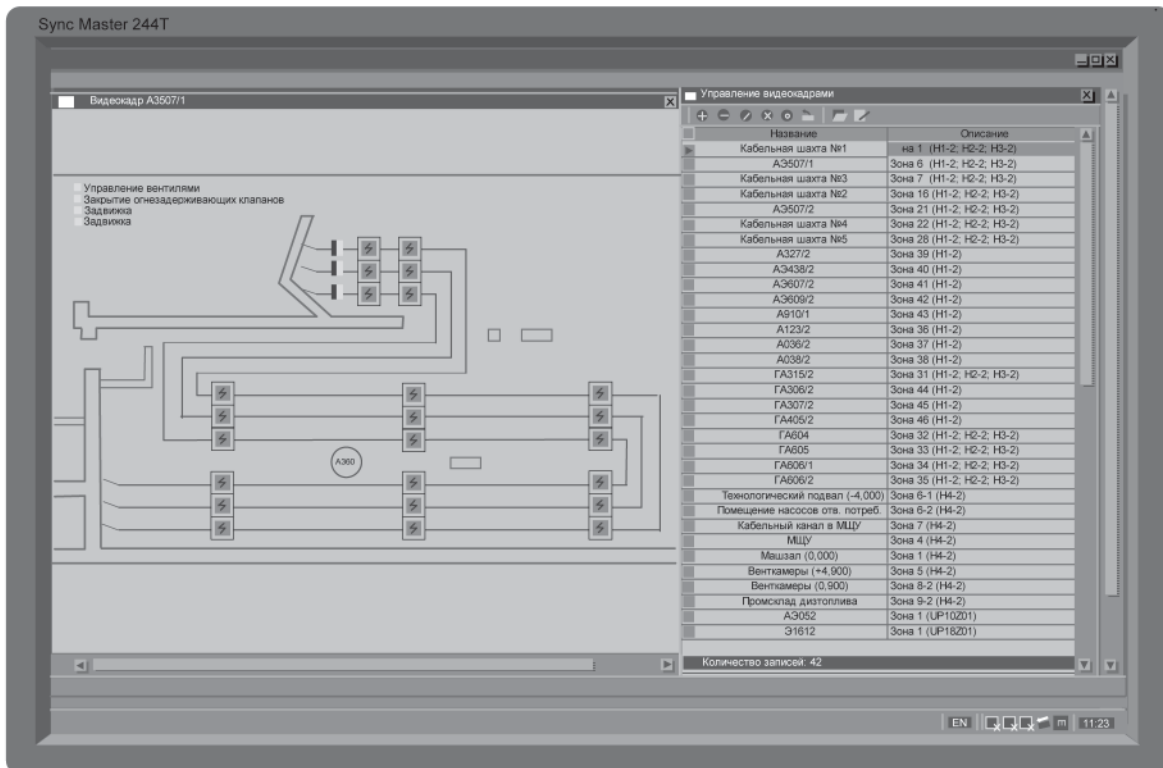 Sync Master 244T
Видеокадр А3507/1
Управление вентилями
Закрытие огнезадерживающих клапанов
Задвижка
Задвижка
А360
Управление видеокадрами
Название Описание
Кабельная шахта №1 на 1 (Н1-2; Н2-2; Н3-2)
АЭ507/1 Зона 6 (Н1-2; Н2-2; Н3-2)
Кабельная шахта №3 Зона 7 (Н1-2; Н2-2; Н3-2)
Кабельная шахта №2 Зона 16 (Н1-2; Н2-2; Н3-2)
АЭ507/2 Зона 21 (Н1-2; Н2-2; Н3-2)
Кабельная шахта №4 Зона 22 (Н1-2; Н2-2; Н3-2)
Кабельная шахта №5 Зона 28 (Н1-2; Н2-2; Н3-2)
А327/2 Зона 39 (Н1-2)
АЭ438/2 Зона 40 (Н1-2)
АЭ607/2 Зона 41 (Н1-2)
АЭ609/2 Зона 42 (Н1-2)
А910/1 Зона 43 (Н1-2)
А123/2 Зона 36 (Н1-2)
А036/2 Зона 37 (Н1-2)
А038/2 Зона 38 (Н1-2)
ГА315/2 Зона 31 (Н1-2; Н2-2; Н3-2)
ГА306/2 Зона 44 (Н1-2)
ГА307/2 Зона 45 (Н1-2)
ГА405/2 Зона 46 (Н1-2)
ГА604 Зона 32 (Н1-2; Н2-2; Н3-2)
ГА605 Зона 33 (Н1-2; Н2-2; Н3-2)
ГА606/1 Зона 34 (Н1-2; Н2-2; Н3-2)
ГА606/2 Зона 35 (Н1-2; Н2-2; Н3-2)
Технологический подвал (-4,000) Зона 6-1 (Н4-2)
Помещение насосов отв. потреб. Зона 6-2 (Н4-2)
Кабельный канал в МЩУ Зона 7 (Н4-2)
МЩУ Зона 4 (Н4-2)
Машзал (0,000) Зона 1 (Н4-2)
Венткамеры (+4,900) Зона 5 (Н4-2)
Венткамеры (0,900) Зона 8-2 (Н4-2)
Промсклад дизтоплива Зона 9-2 (Н4-2)
АЭ052 Зона 1 (UP10Z01)
Э1612 Зона 1 (UP18Z01)
Количество записей: 42
EN m 11:23